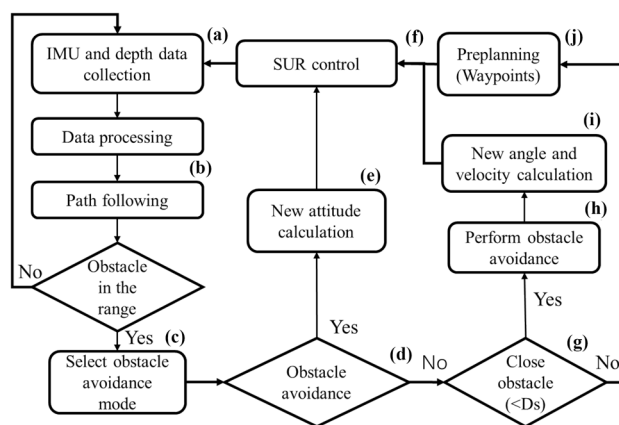 (a)
IMU and depth data
collection
Data processing
(b)
Path following
No
Obstacle
in the
range
Yes
(c)
Select obstacle
avoidance
mode
(f)
SUR control
(e)
New attitude
calculation
Yes
(d)
Obstacle
avoidance
No
(j)
Preplanning
(Waypoints)
(i)
New angle and
velocity calculation
(h)
Perform obstacle
avoidance
Yes
(g)
Close
obstacle
(<Ds)
No